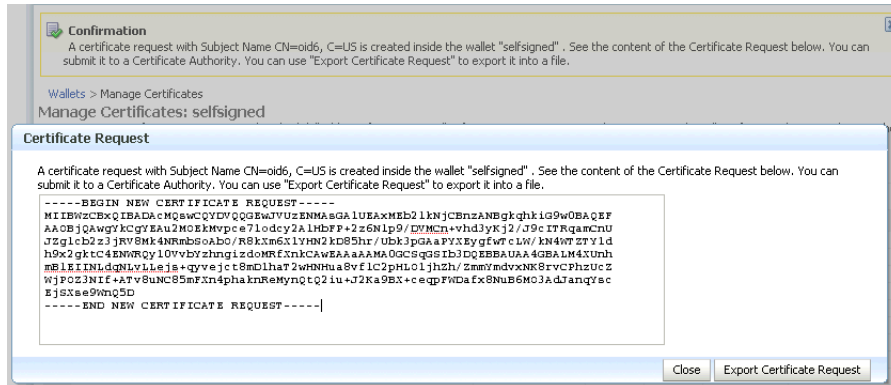 Confirmation
A certificate request with Subject Name CN=oid6, C=US is created inside the wallet "selfsigned" . See the content of the Certificate Request below. You can
submit it to a Certificate Authority. You can use "Export Certificate Request" to export it into a file.
Wallets > Manage Certificates
Manage Certificates: selfsigned
Certificate Request
A certificate request with Subject Name CN=oid6, C=US is created inside the wallet "selfsigned" . See the content of the Certificate Request below. You can
submit it to a Certificate Authority. You can use "Export Certificate Request" to export it into a file.
-----BEGIN NEW CERTIFICATE REQUEST-----
MIIBWzCBxQIBADAcMQswCQYDVQQGEwJVUzENMAsGA1UEAxMEb2lkNjCBnzANBgkqhkiG9w0BAQEF
AAOBjQAwgYkCgYEAu2MOEkMvpce71odcy2AlHbFP+2z6Nlp9/DVMCn+vhd3yKj2/J9cITRqamCnU
JZglcb2z3jRV8Mk4NRmbSoAbO/R8kXm6X1YHN2kD85hr/Ubk3pGAaPYXEygfwTcLW/kN4WTZTYld
h9x2gktC4ENWRQy10VvbYzhngizdoMRfXnkCAwEAAaAAMA0GCSqGSIb3DQEBBAUAA4GBALM4XUnh
mBlEIINLdqNLvLLejs+qyvejct8mDlhaT2wHNHua8vflC2pHLO1jhZh/ZmmYmdvxNK8rvCPhzUcZ
WjPOZ3NIf+ATv8uNC85mFXn4phaknReMynQtQ2iu+J2Ka9BX+ceqpFWDafx8NuB6MO3AdJanqYsc
EjSXse9WnQ5D
-----END NEW CERTIFICATE REQUEST-----
Close
Export Certificate Request